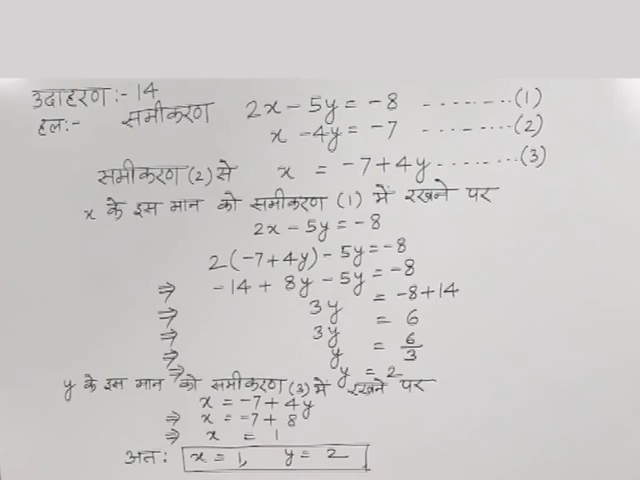 उदाहरण :- 14
हल :- समीकरण 2x - 5y = -8 --------(1)
x - 4y = -7 --------(2)
समीकरण (2) से x = -7 + 4y --------(3)
x के इस मान को समीकरण (1) में रखने पर
2x - 5y = -8
2(-7 + 4y) - 5y = -8
⇒ -14 + 8y - 5y = -8
⇒ 3y = -8 + 14
⇒ 3y = 6
⇒ y = 6/3
⇒ y = 2
y के इस मान को समीकरण (3) में रखने पर
x = -7 + 4y
⇒ x = -7 + 8
⇒ x = 1
अत: x = 1, y = 2